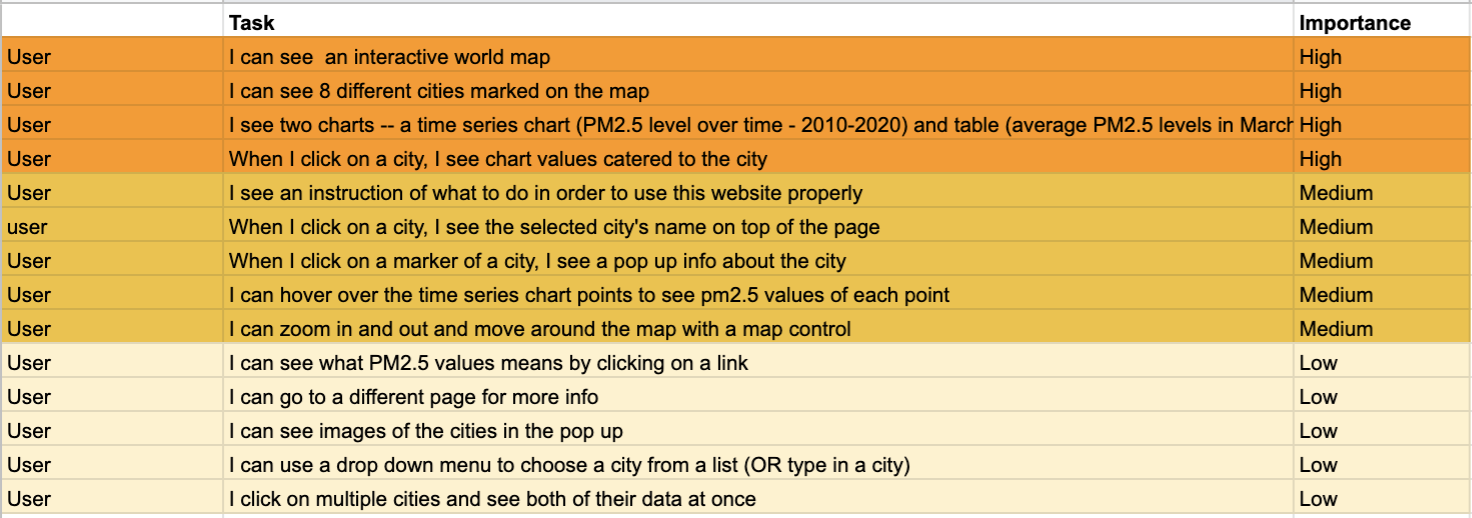 Task Importance
User I can see  an interactive world map High
User I can see 8 different cities marked on the map High
User I see two charts -- a time series chart (PM2.5 level over time - 2010-2020) and table (average PM2.5 levels in March High
User When I click on a city, I see chart values catered to the city High
User I see an instruction of what to do in order to use this website properly Medium
user When I click on a city, I see the selected city's name on top of the page Medium
User When I click on a marker of a city, I see a pop up info about the city Medium
User I can hover over the time series chart points to see pm2.5 values of each point Medium
User I can zoom in and out and move around the map with a map control Medium
User I can see what PM2.5 values means by clicking on a link Low
User I can go to a different page for more info Low
User I can see images of the cities in the pop up Low
User I can use a drop down menu to choose a city from a list (OR type in a city) Low
User I click on multiple cities and see both of their data at once Low